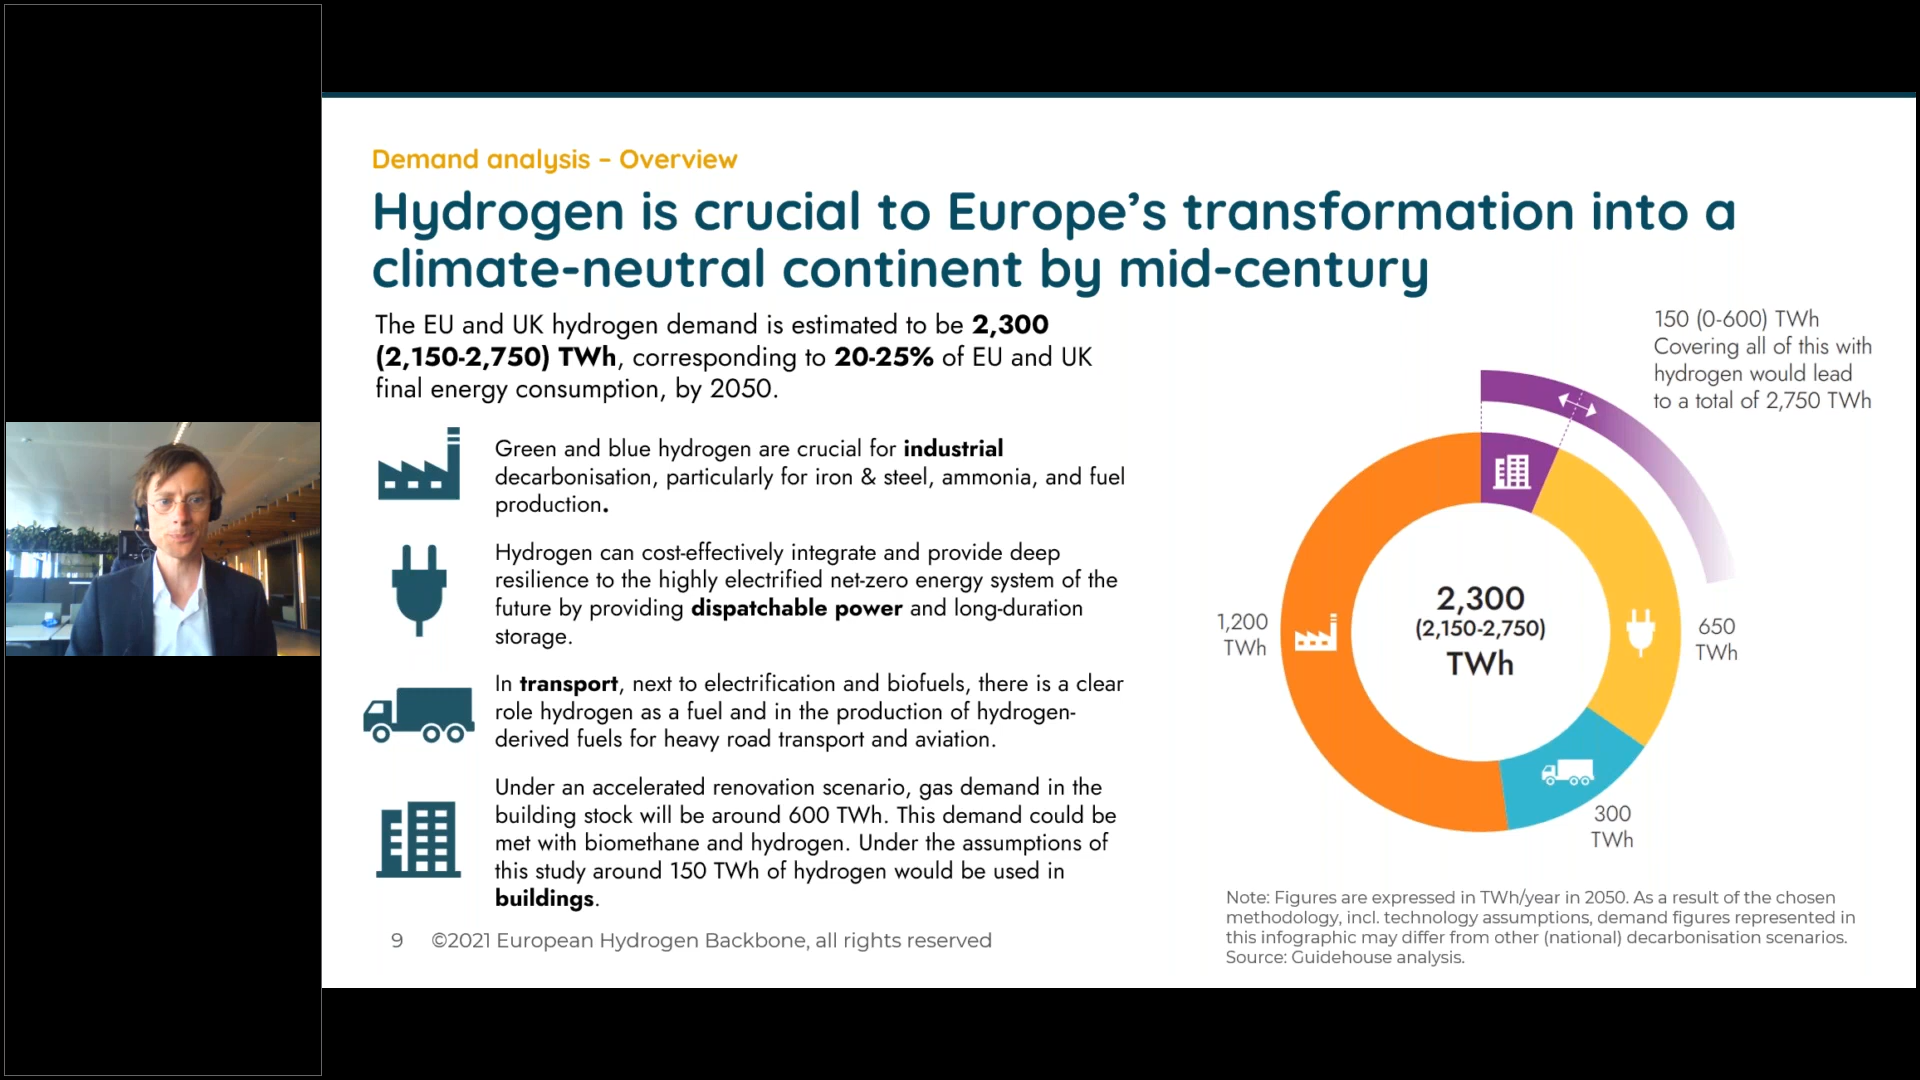 Demand analysis – Overview
Hydrogen is crucial to Europe’s transformation into a
climate-neutral continent by mid-century
The EU and UK hydrogen demand is estimated to be 2,300
(2,150-2,750) TWh, corresponding to 20-25% of EU and UK
final energy consumption, by 2050.
Green and blue hydrogen are crucial for industrial
decarbonisation, particularly for iron & steel, ammonia, and fuel
production.
Hydrogen can cost-effectively integrate and provide deep
resilience to the highly electrified net-zero energy system of the
future by providing dispatchable power and long-duration
storage.
In transport, next to electrification and biofuels, there is a clear
role hydrogen as a fuel and in the production of hydrogen-
derived fuels for heavy road transport and aviation.
Under an accelerated renovation scenario, gas demand in the
building stock will be around 600 TWh. This demand could be
met with biomethane and hydrogen. Under the assumptions of
this study around 150 TWh of hydrogen would be used in
buildings.
150 (0-600) TWh
Covering all of this with
hydrogen would lead
to a total of 2,750 TWh
1,200
TWh
2,300
(2,150-2,750)
TWh
650
TWh
300
TWh
Note: Figures are expressed in TWh/year in 2050. As a result of the chosen
methodology, incl. technology assumptions, demand figures represented in
this infographic may differ from other (national) decarbonisation scenarios.
Source: Guidehouse analysis.
9 ©2021 European Hydrogen Backbone, all rights reserved